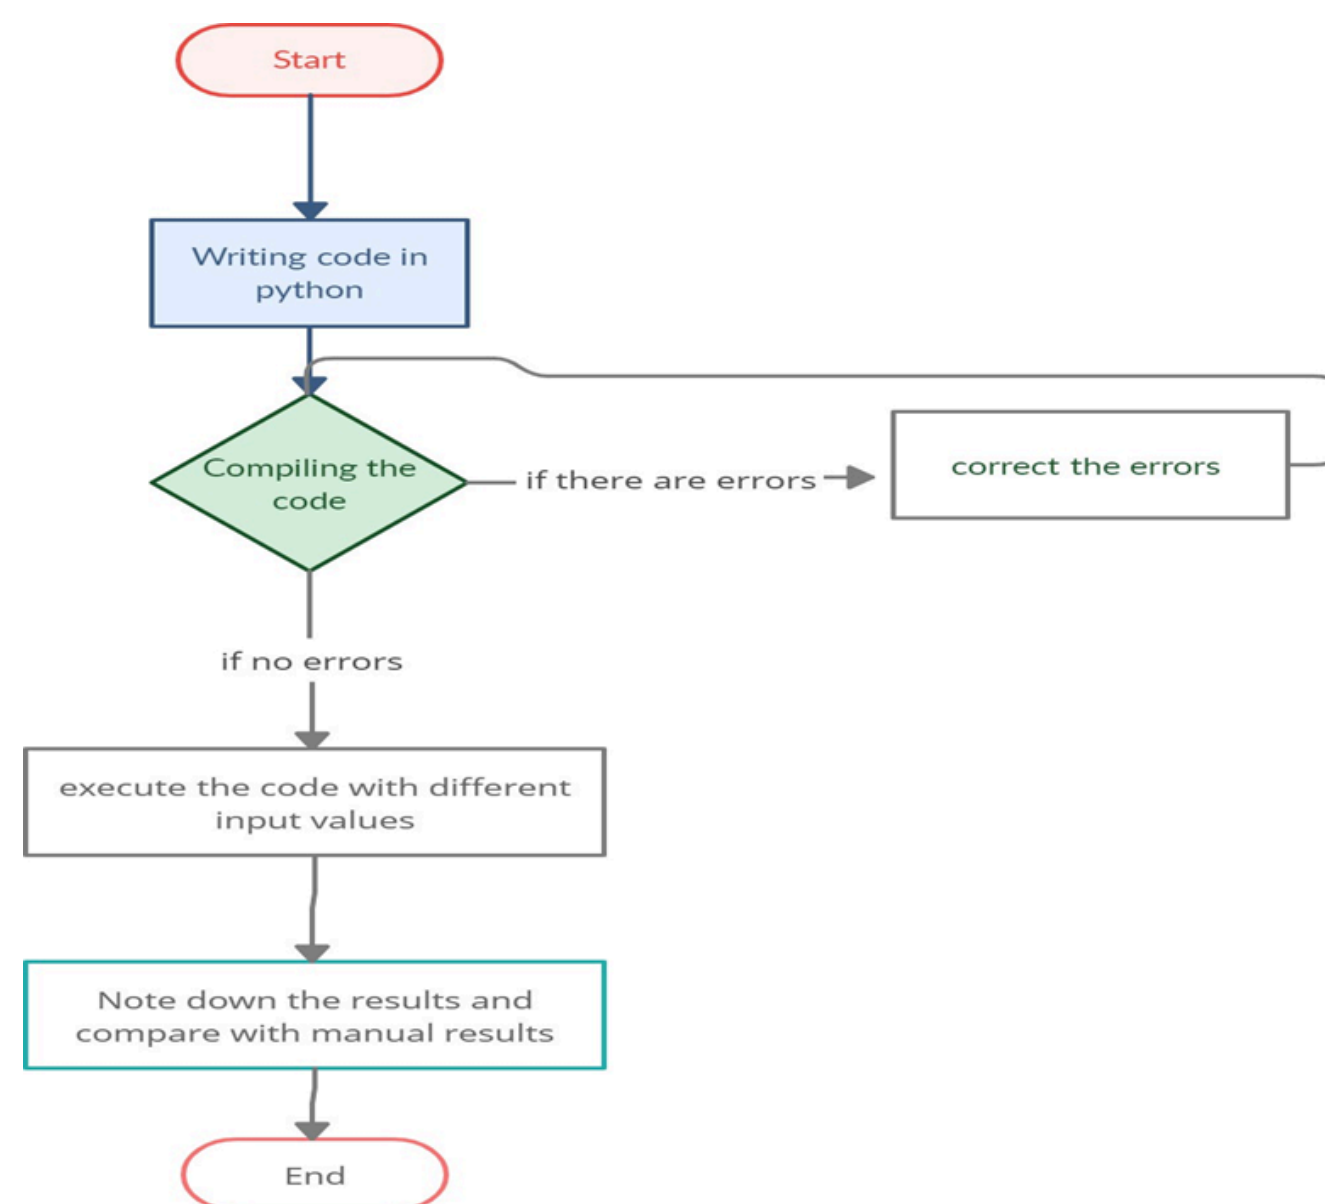 Start
Writing code in
python
Compiling the
code
if there are errors
correct the errors
if no errors
execute the code with different
input values
Note down the results and
compare with manual results
End